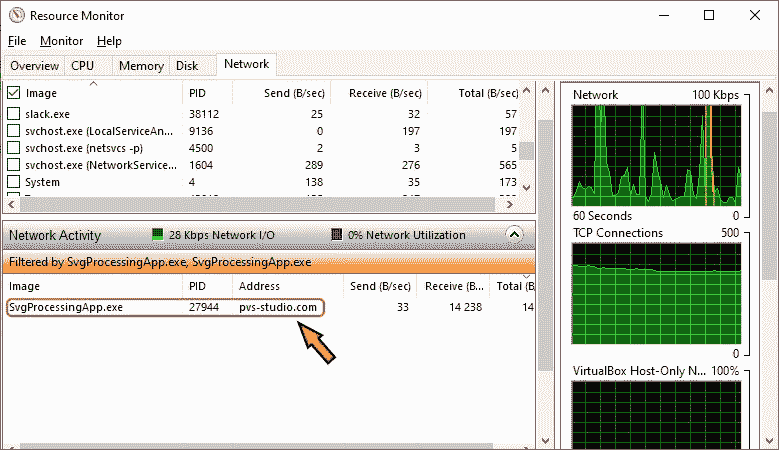 Resource Monitor
File Monitor Help
Overview CPU Memory Disk Network
Image PID Send (B/sec) Receive (B/sec) Total (B/sec)
slack.exe 38112 25 32 57
svchost.exe (LocalServiceAn... 9136 0 197 197
svchost.exe (netsvcs -p) 4500 2 3 5
svchost.exe (NetworkService... 1604 289 276 565
System 4 138 35 173
Network Activity 28 Kbps Network I/O 0% Network Utilization
Filtered by SvgProcessingApp.exe, SvgProcessingApp.exe
Image PID Address Send (B/sec) Receive (B... Total (B/
SvgProcessingApp.exe 27944 pvs-studio.com 33 14 238 14
Network 100 Kbps
60 Seconds 0
TCP Connections 500
0
VirtualBox Host-Only N... 100%